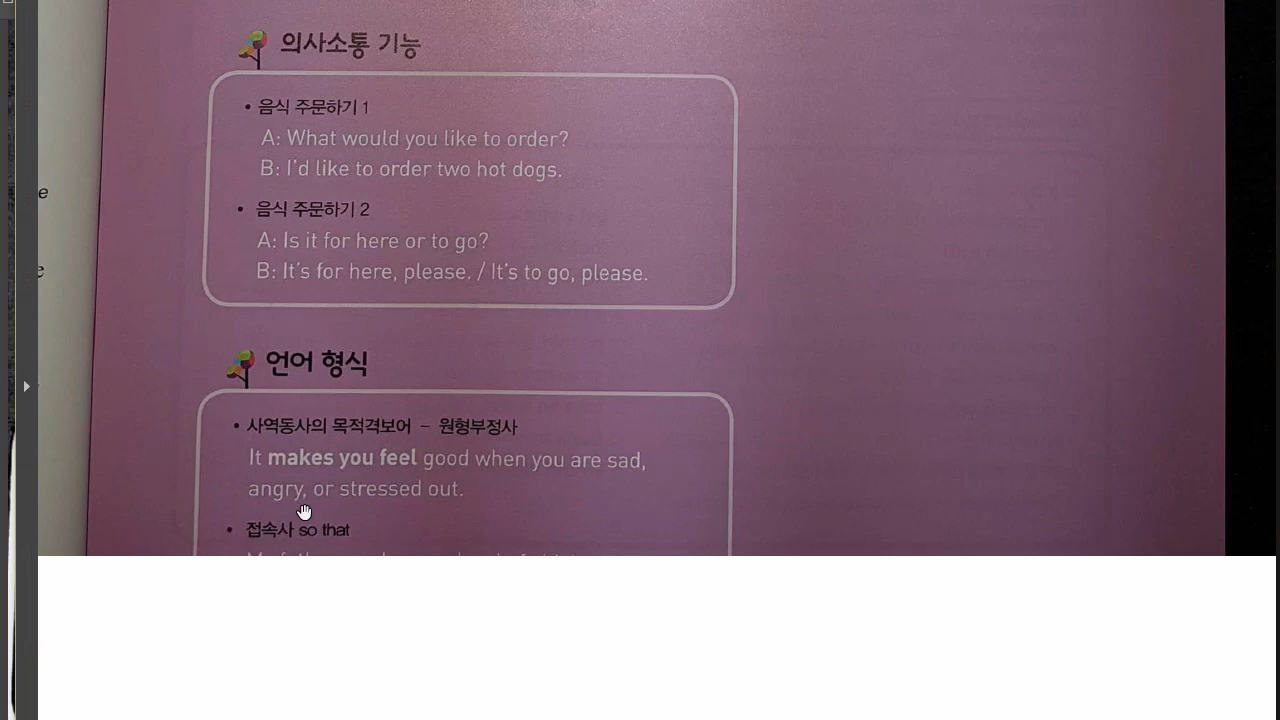 의사소통 기능
• 음식 주문하기 1
A: What would you like to order?
B: I'd like to order two hot dogs.
• 음식 주문하기 2
A: Is it for here or to go?
B: It's for here, please. / It's to go, please.
언어 형식
• 사역동사의 목적격보어 – 원형부정사
It makes you feel good when you are sad,
angry, or stressed out.
• 접속사 so that